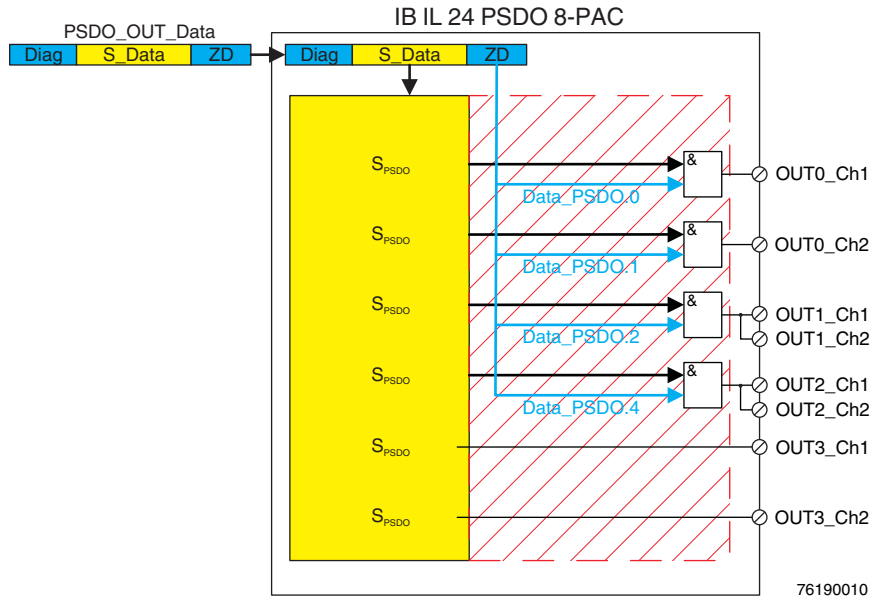 IB IL 24 PSDO 8-PAC
PSDO_OUT_Data
Diag S_Data ZD
Diag S_Data ZD
SPSDO
&
Data_PSDO.0
OUT0_Ch1
SPSDO
&
Data_PSDO.1
OUT0_Ch2
SPSDO
&
Data_PSDO.2
OUT1_Ch1
OUT1_Ch2
SPSDO
&
Data_PSDO.4
OUT2_Ch1
OUT2_Ch2
SPSDO
OUT3_Ch1
SPSDO
OUT3_Ch2
76190010